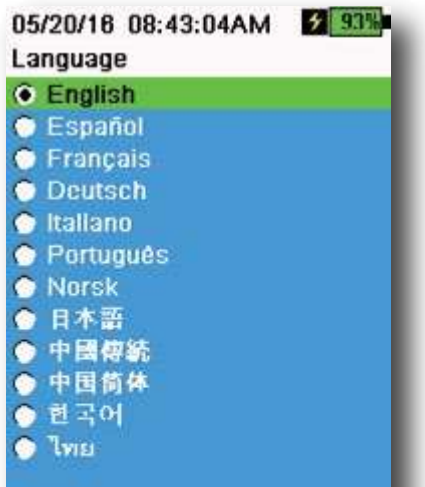 05/20/16 08:43:04AM 93%
Language
English
Español
Français
Deutsch
Italiano
Português
Norsk
日本語
中國傳統
中国简体
한국어
ไทย